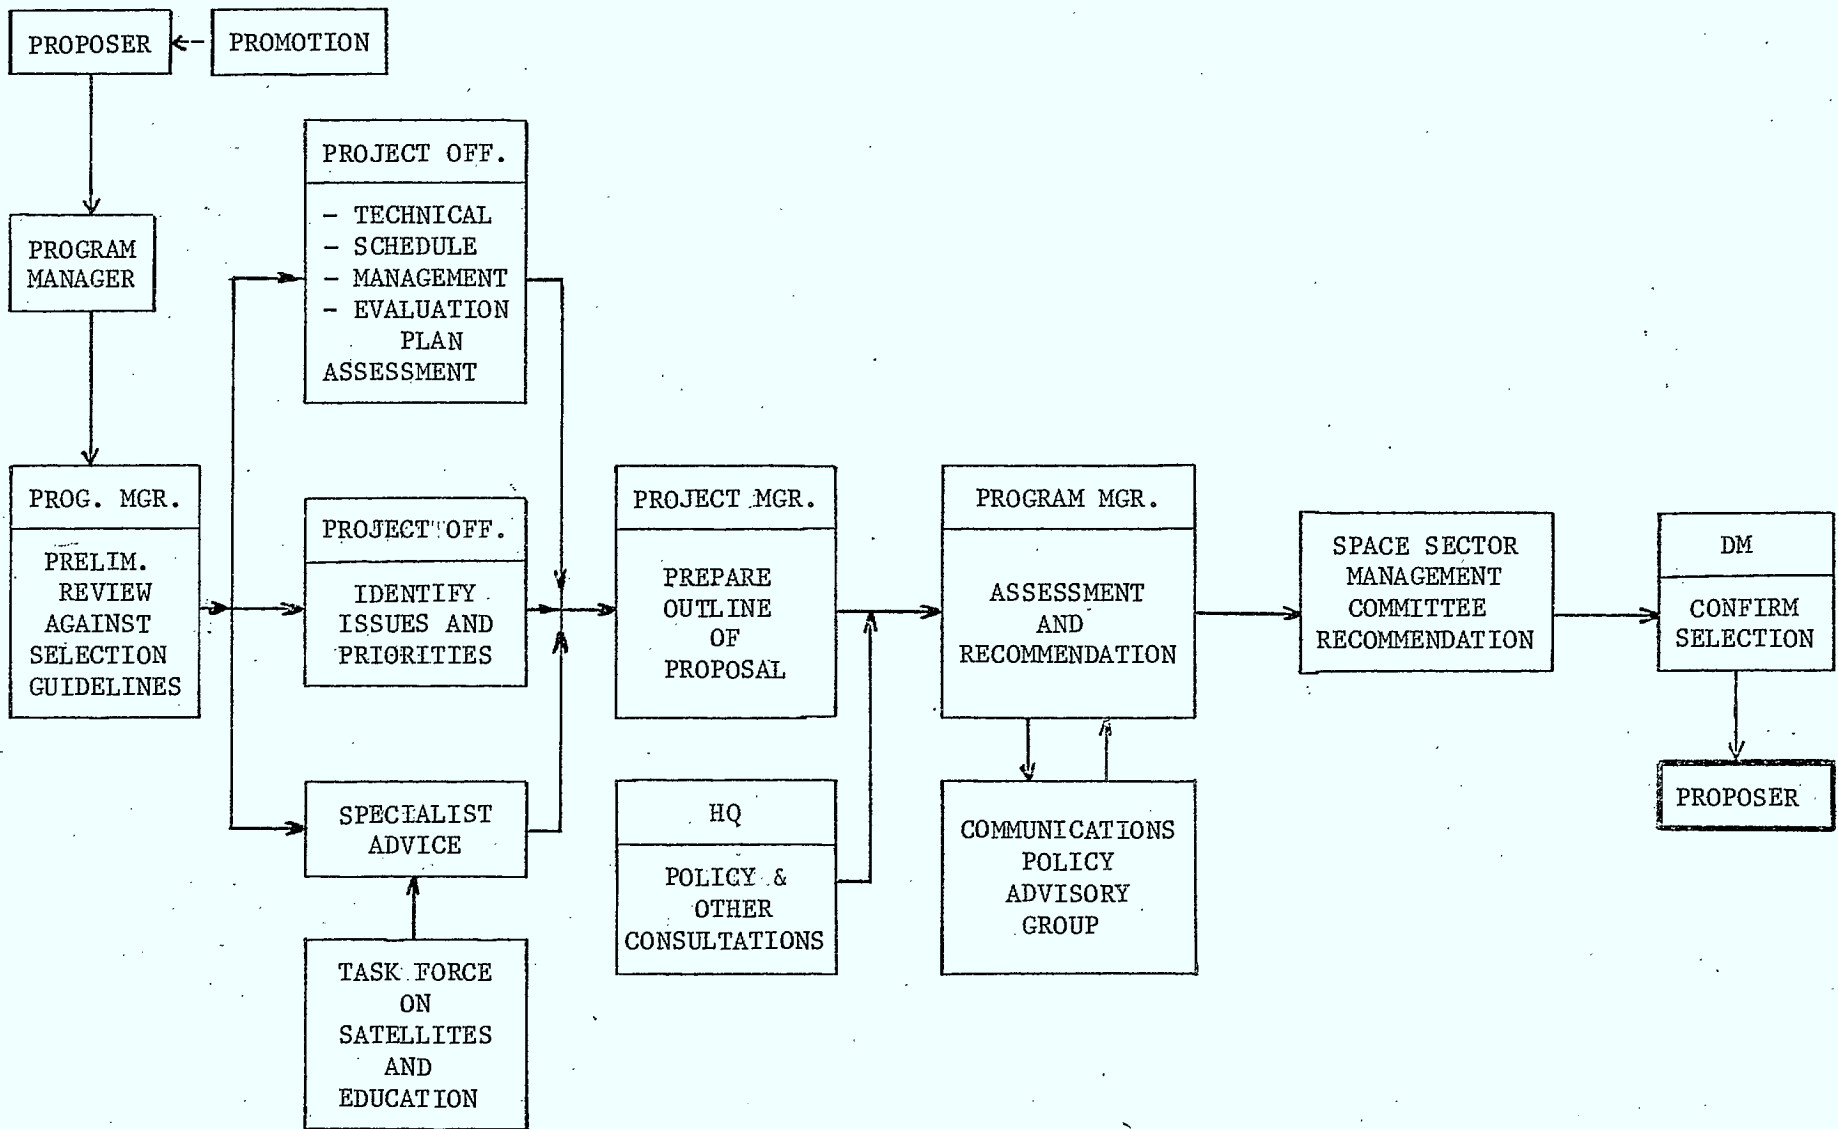 PROPOSER
PROMOTION
PROGRAM
MANAGER
PROG. MGR.
PRELIM.
REVIEW
AGAINST
SELECTION
GUIDELINES
PROJECT OFF.
- TECHNICAL
- SCHEDULE
- MANAGEMENT
- EVALUATION
PLAN
ASSESSMENT
PROJECT OFF.
IDENTIFY
ISSUES AND
PRIORITIES
SPECIALIST
ADVICE
TASK FORCE
ON
SATELLITES
AND
EDUCATION
PROJECT MGR.
PREPARE
OUTLINE
OF
PROPOSAL
HQ
POLICY &
OTHER
CONSULTATIONS
PROGRAM MGR.
ASSESSMENT
AND
RECOMMENDATION
COMMUNICATIONS
POLICY
ADVISORY
GROUP
SPACE SECTOR
MANAGEMENT
COMMITTEE
RECOMMENDATION
DM
CONFIRM
SELECTION
PROPOSER